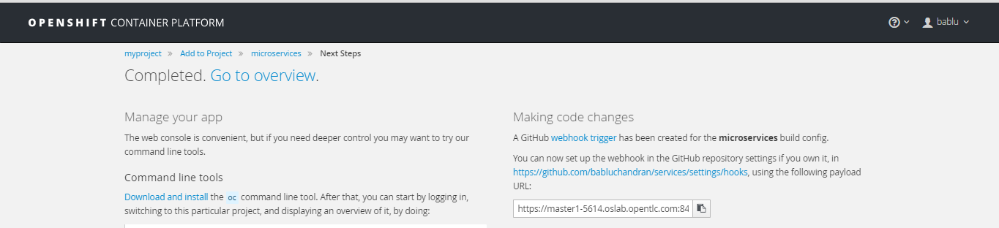 OPENSHIFT CONTAINER PLATFORM
bablu
myproject » Add to Project » microservices » Next Steps
Completed. Go to overview.
Manage your app
The web console is convenient, but if you need deeper control you may want to try our
command line tools.
Command line tools
Download and install the oc command line tool. After that, you can start by logging in,
switching to this particular project, and displaying an overview of it, by doing:
Making code changes
A GitHub webhook trigger has been created for the microservices build config.
You can now set up the webhook in the GitHub repository settings if you own it, in
https://github.com/babluchandran/services/settings/hooks, using the following payload
URL:
https://master1-5614.oslab.opentlc.com:84